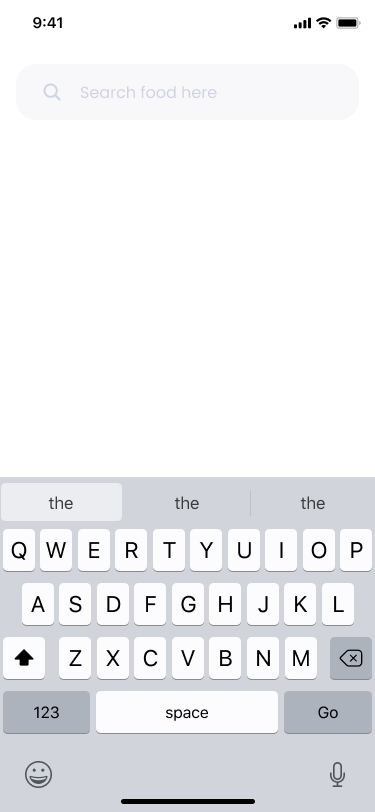 9:41
Search food here
the the the
Q W E R T Y U I O P
A S D F G H J K L
Z X C V B N M
123 space Go